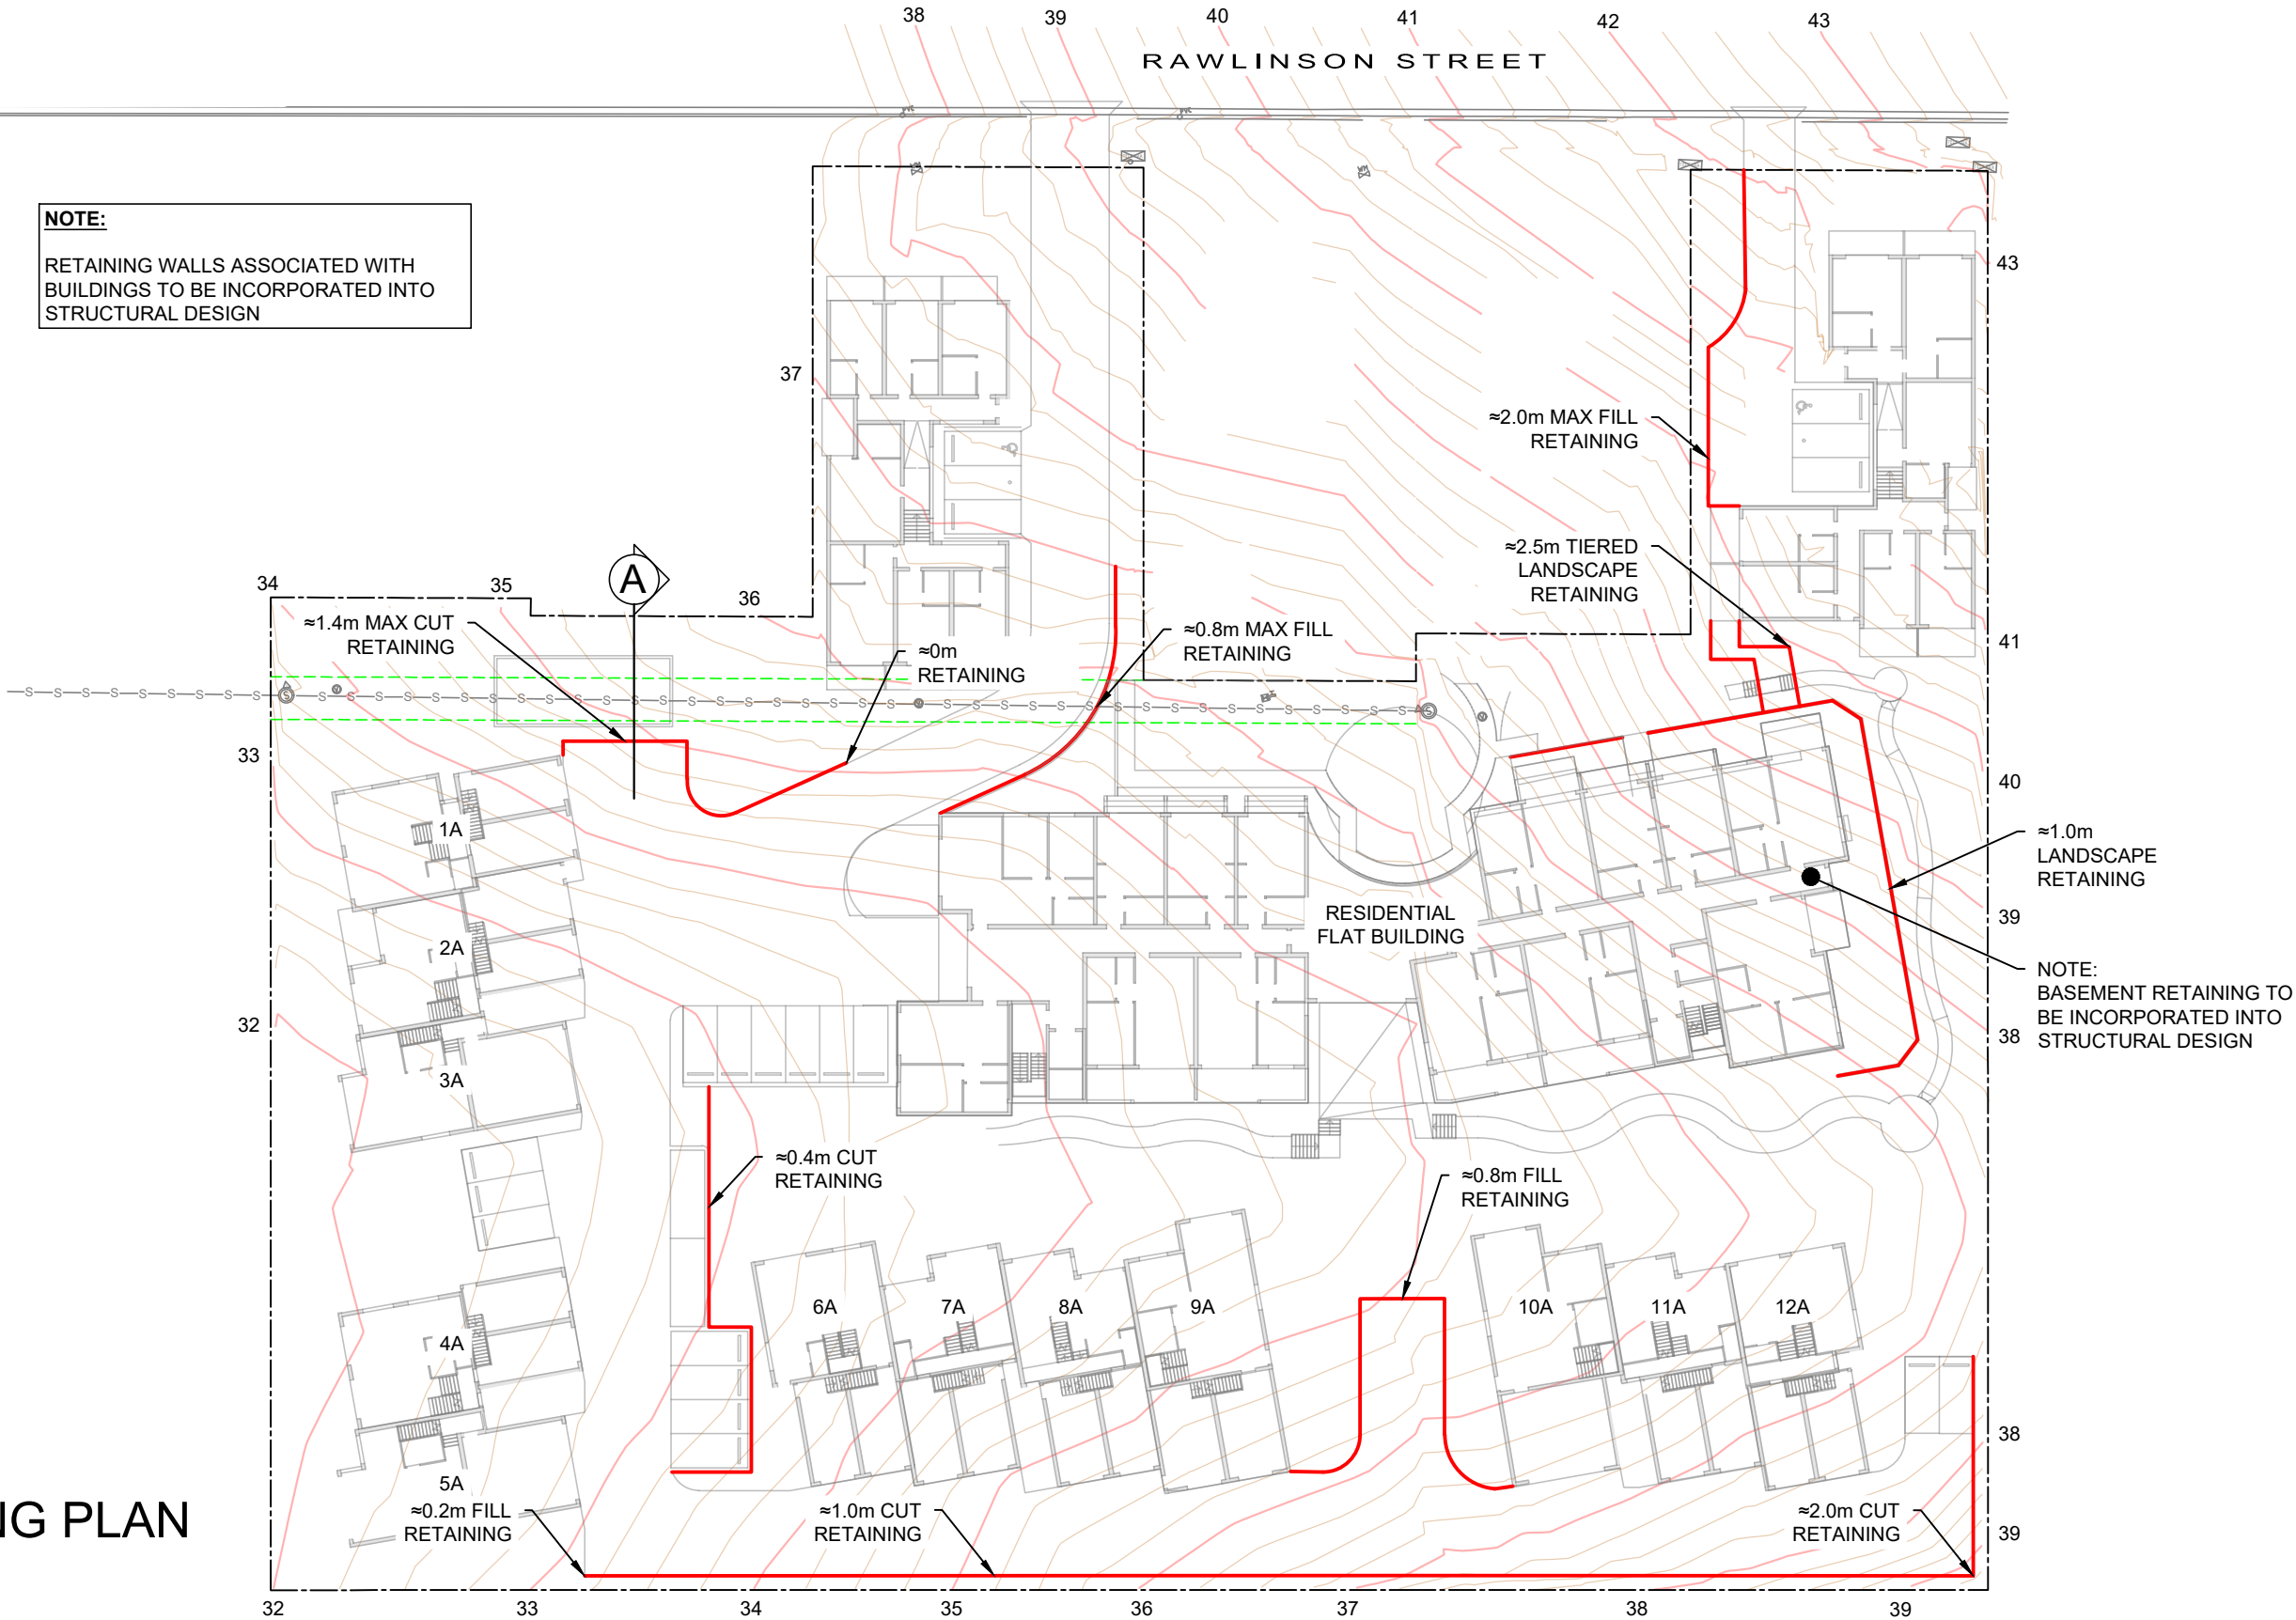 38 39 40 41 42 43
RAWLINSON STREET
NOTE:
RETAINING WALLS ASSOCIATED WITH
BUILDINGS TO BE INCORPORATED INTO
STRUCTURAL DESIGN
43
37
≈2.0m MAX FILL
RETAINING
≈2.5m TIERED
LANDSCAPE
RETAINING
34 35 36
A
≈1.4m MAX CUT
RETAINING
≈0m
RETAINING
≈0.8m MAX FILL
RETAINING
41
33
40
1A
≈1.0m
LANDSCAPE
RETAINING
RESIDENTIAL
FLAT BUILDING
39
2A
NOTE:
BASEMENT RETAINING TO
BE INCORPORATED INTO
STRUCTURAL DESIGN
32
38
3A
≈0.4m CUT
RETAINING
≈0.8m FILL
RETAINING
6A 7A 8A 9A 10A 11A 12A
4A
38
5A
≈0.2m FILL
RETAINING
≈1.0m CUT
RETAINING
≈2.0m CUT
RETAINING
39
NG PLAN
32 33 34 35 36 37 38 39